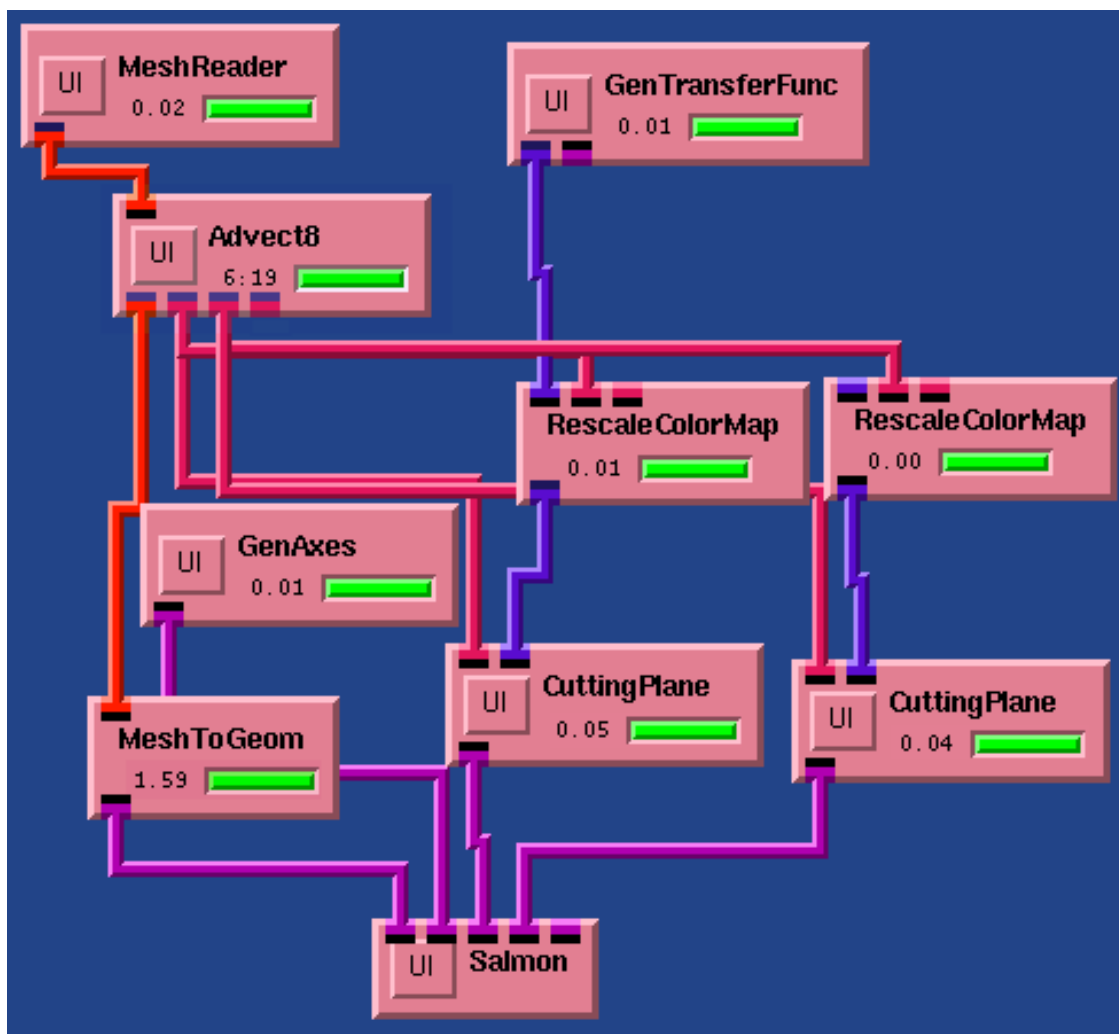 UI MeshReader
0.02
UI GenTransferFunc
0.01
UI Advect8
6:19
RescaleColorMap
0.01
RescaleColorMap
0.00
UI GenAxes
0.01
UI CuttingPlane
0.05
UI CuttingPlane
0.04
MeshToGeom
1.59
UI Salmon